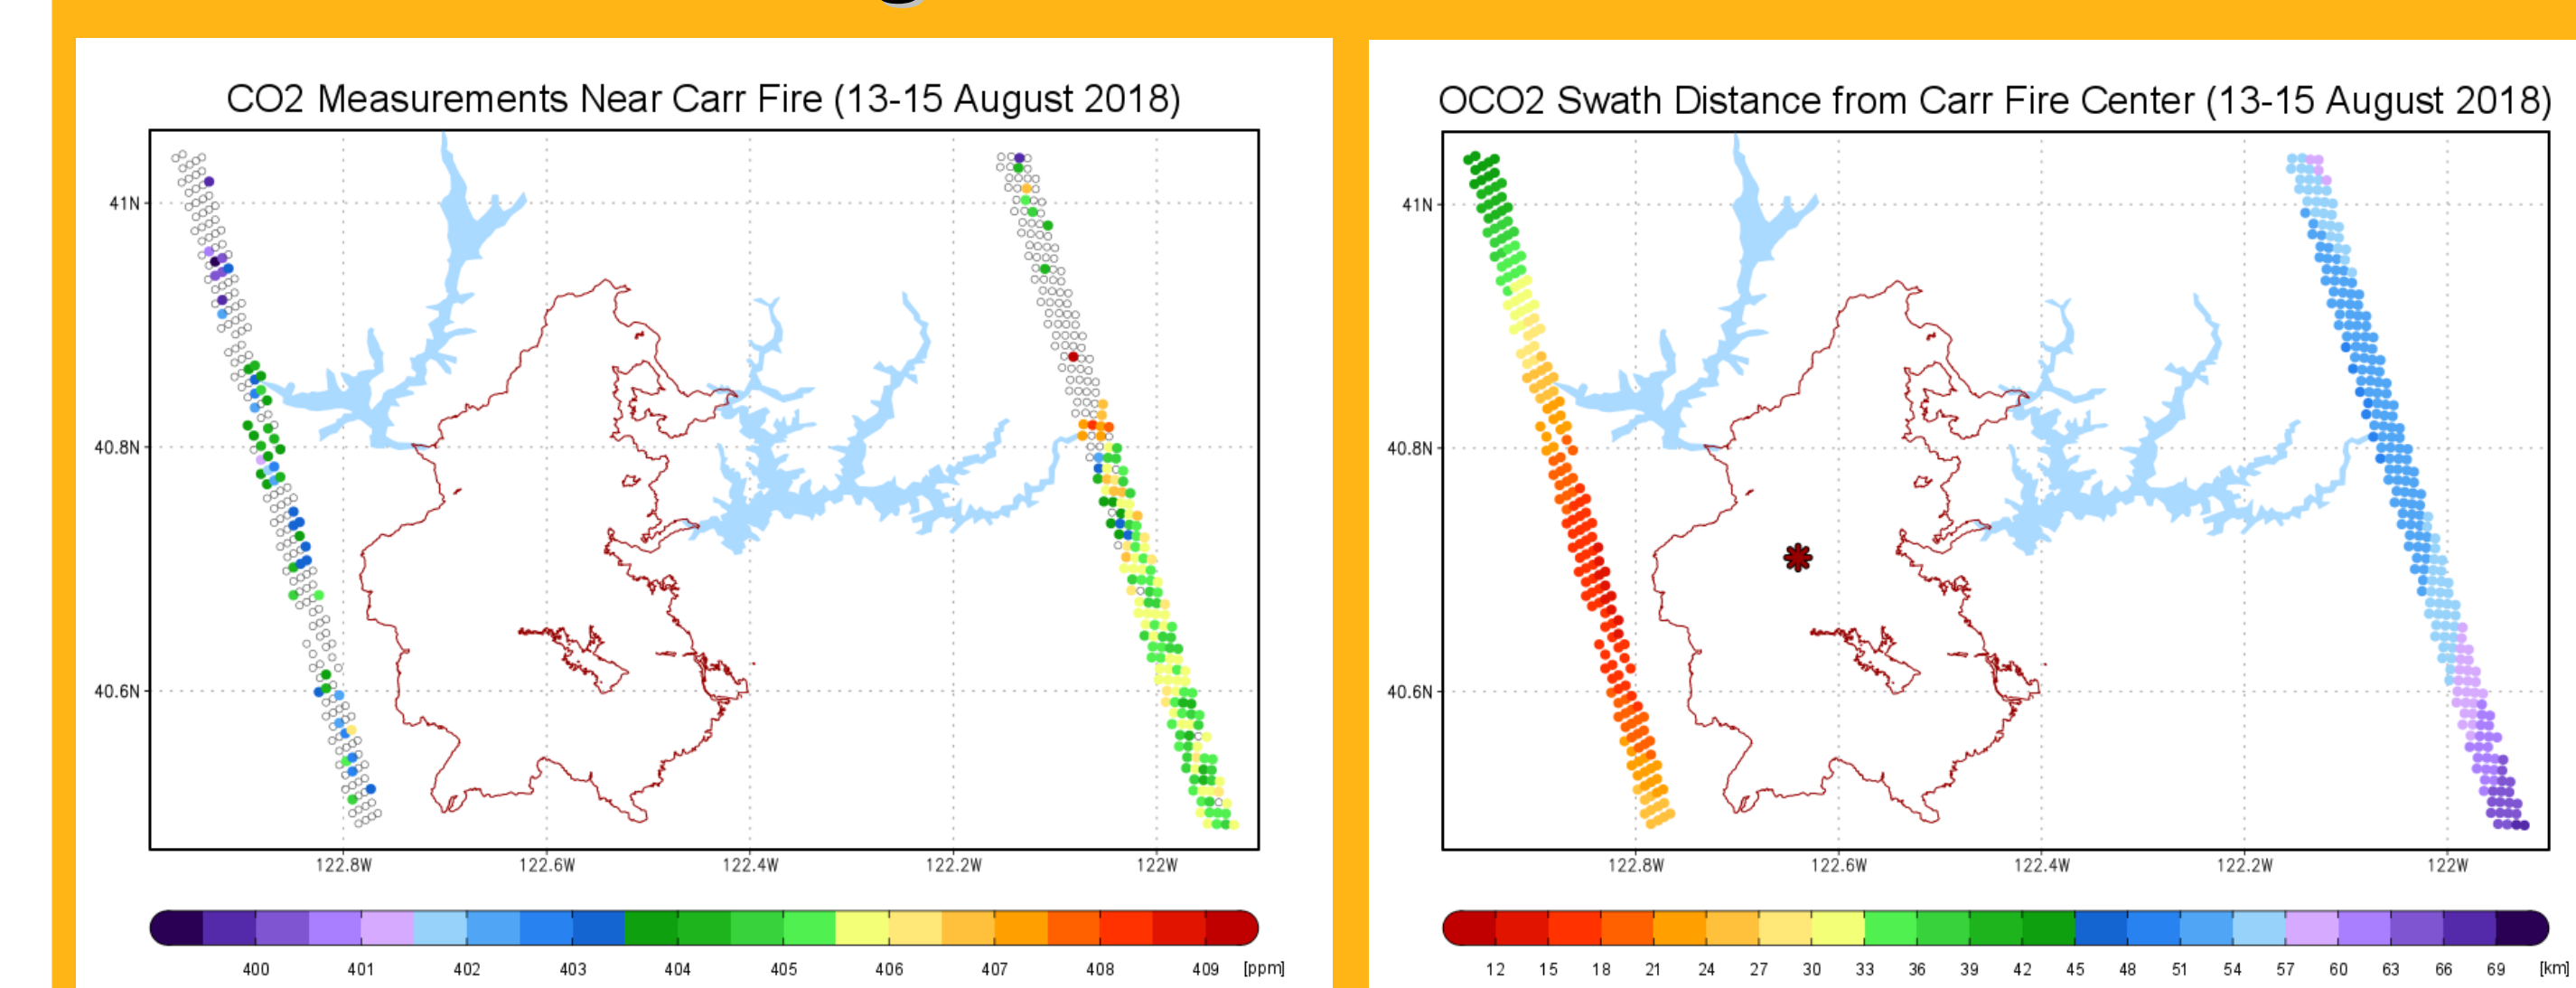 CO2 Measurements Near Carr Fire (13-15 August 2018)
41N
40.8N
40.6N
122.8W 122.6W 122.4W 122.2W 122W
400 401 402 403 404 405 406 407 408 409 [ppm]
OCO2 Swath Distance from Carr Fire Center (13-15 August 2018)
41N
40.8N
40.6N
122.8W 122.6W 122.4W 122.2W 122W
12 15 18 21 24 27 30 33 36 39 42 45 48 51 54 57 60 63 66 69 [km]